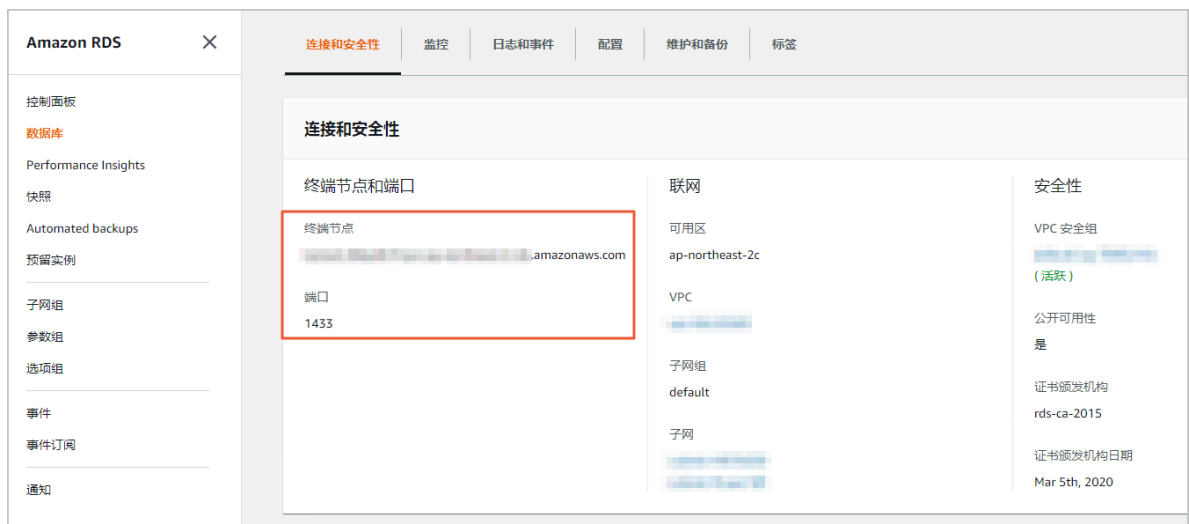 Amazon RDS
控制面板
数据库
Performance Insights
快照
Automated backups
预留实例
子网组
参数组
选项组
事件
事件订阅
通知
连接和安全性
监控
日志和事件
配置
维护和备份
标签
连接和安全性
终端节点和端口
终端节点
.amazonaws.com
端口
1433
联网
可用区
ap-northeast-2c
VPC
子网组
default
子网
安全性
VPC 安全组
( 活跃 )
公开可用性
是
证书颁发机构
rds-ca-2015
证书颁发机构日期
Mar 5th, 2020